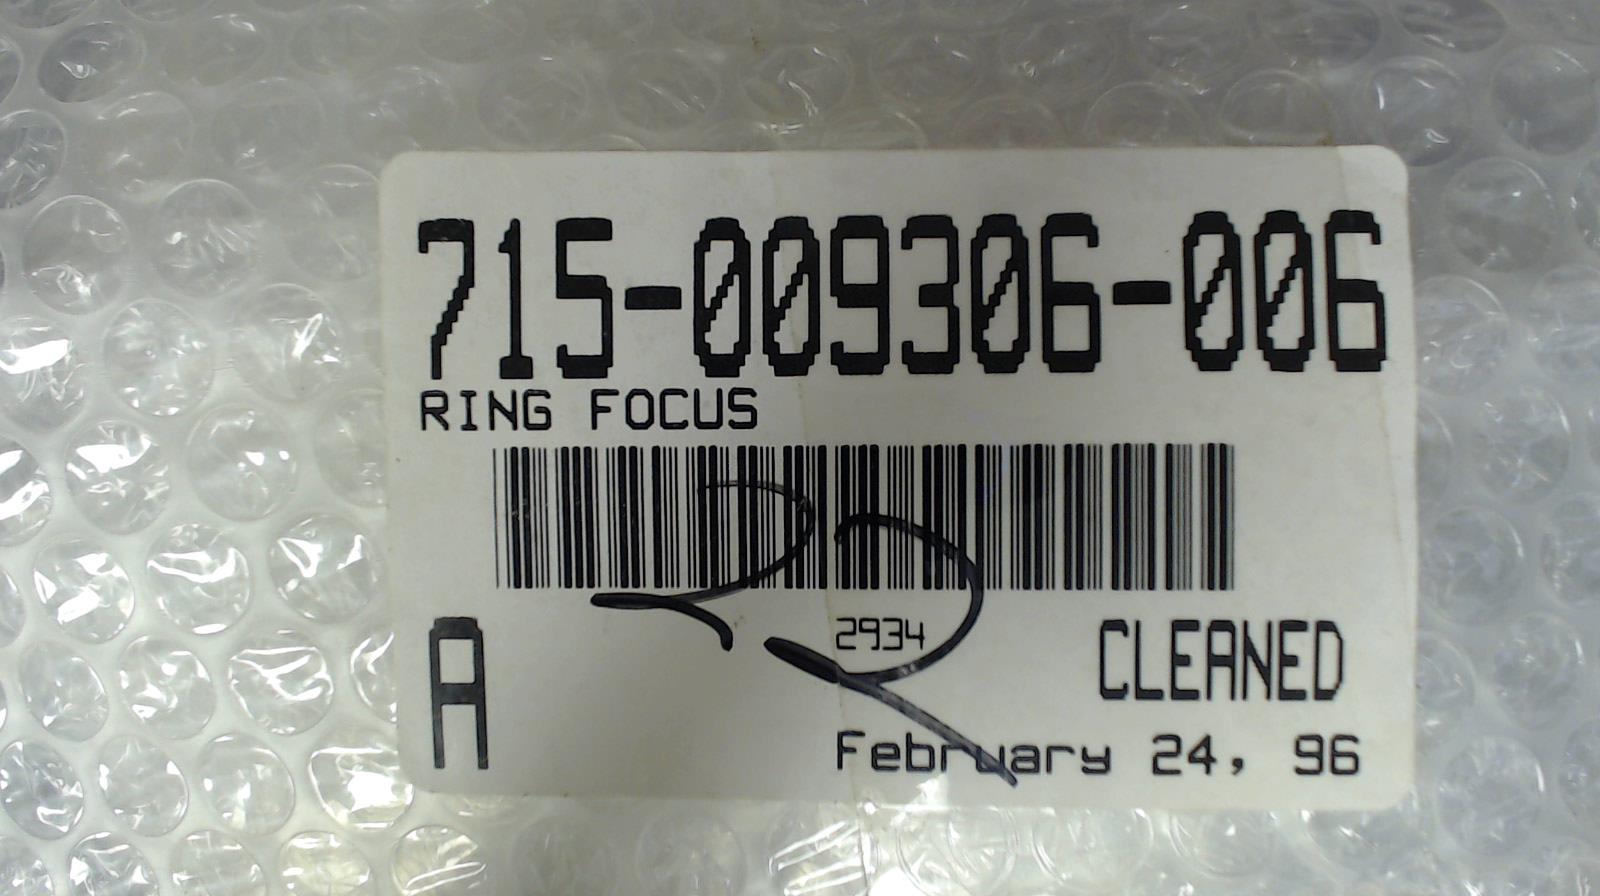 715-009306-006
RING FOCUS
2934
A
CLEANED
February 24, 96